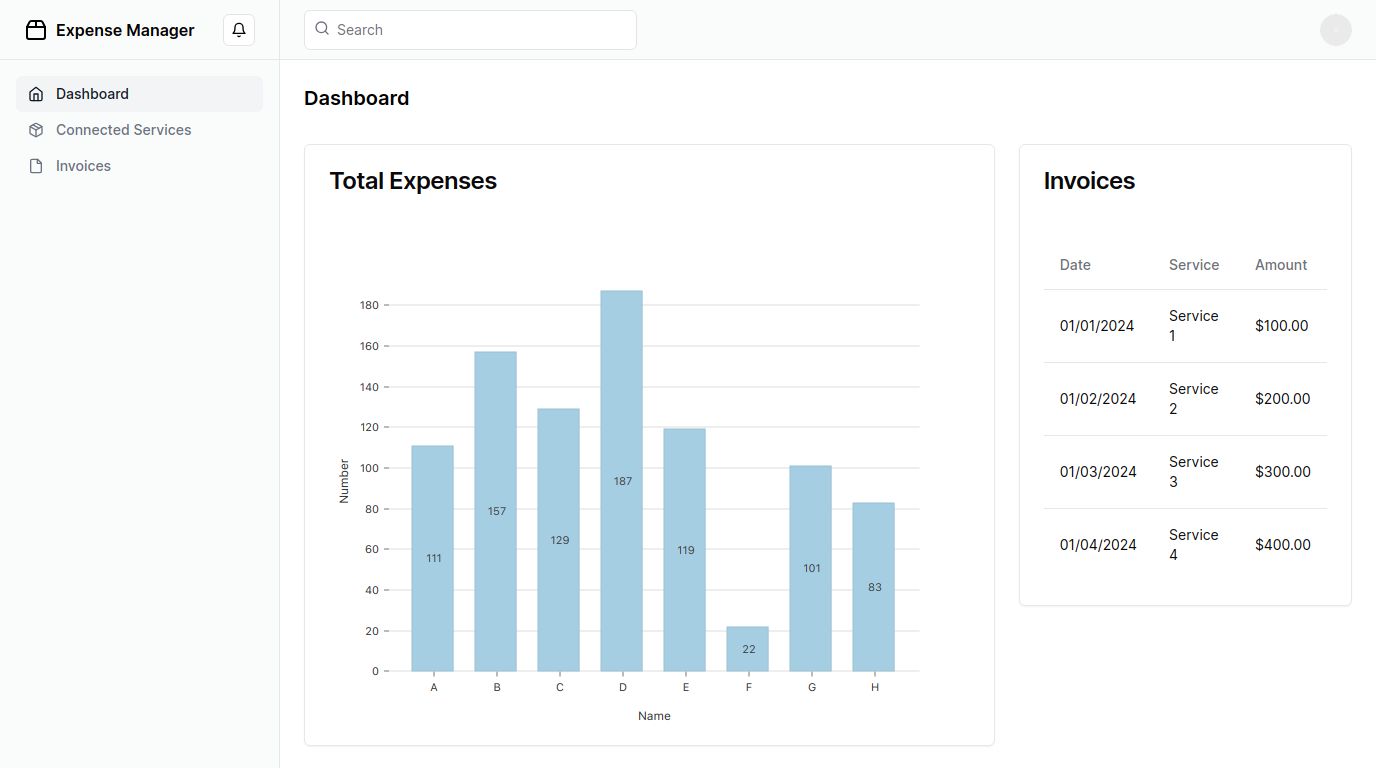 Expense Manager
Search
Dashboard
Connected Services
Invoices
Dashboard
Total Expenses
180
160
140
120
100
80
60
40
20
0
Number
111
157
129
187
119
22
101
83
A B C D E F G H
Name
Invoices
Date Service Amount
01/01/2024 Service 1 $100.00
01/02/2024 Service 2 $200.00
01/03/2024 Service 3 $300.00
01/04/2024 Service 4 $400.00